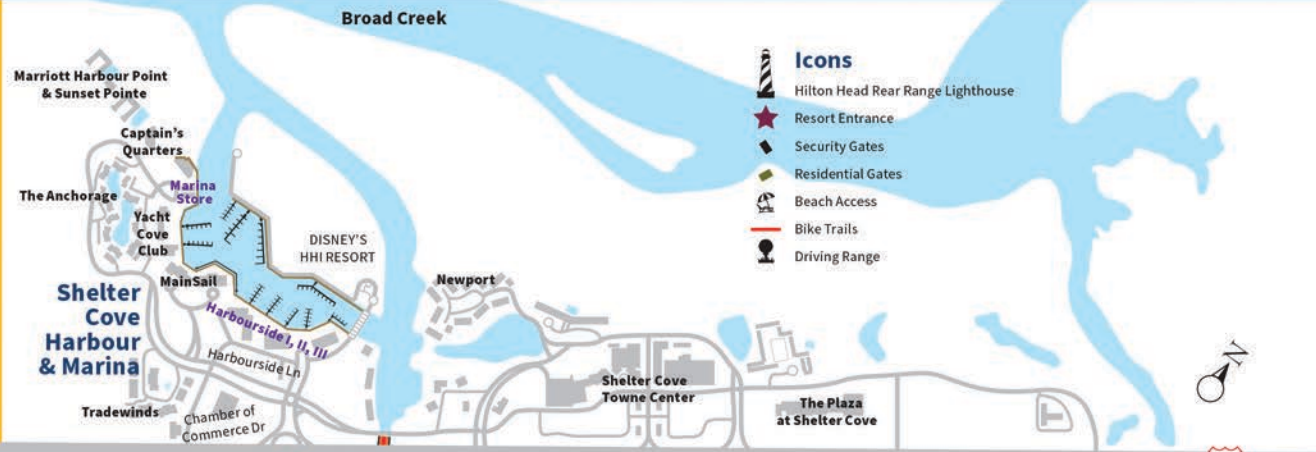 Broad Creek
Marriott Harbour Point
& Sunset Pointe
Captain's
Quarters
The Anchorage
Marina
Store
Yacht
Cove
Club
MainSail
DISNEY'S
HHI RESORT
Shelter
Cove
Harbour
& Marina
Harbourside I, II, III
Harbourside Ln
Tradewinds
Chamber of
Commerce Dr
Newport
Shelter Cove
Towne Center
The Plaza
at Shelter Cove
Icons
Hilton Head Rear Range Lighthouse
Resort Entrance
Security Gates
Residential Gates
Beach Access
Bike Trails
Driving Range
N